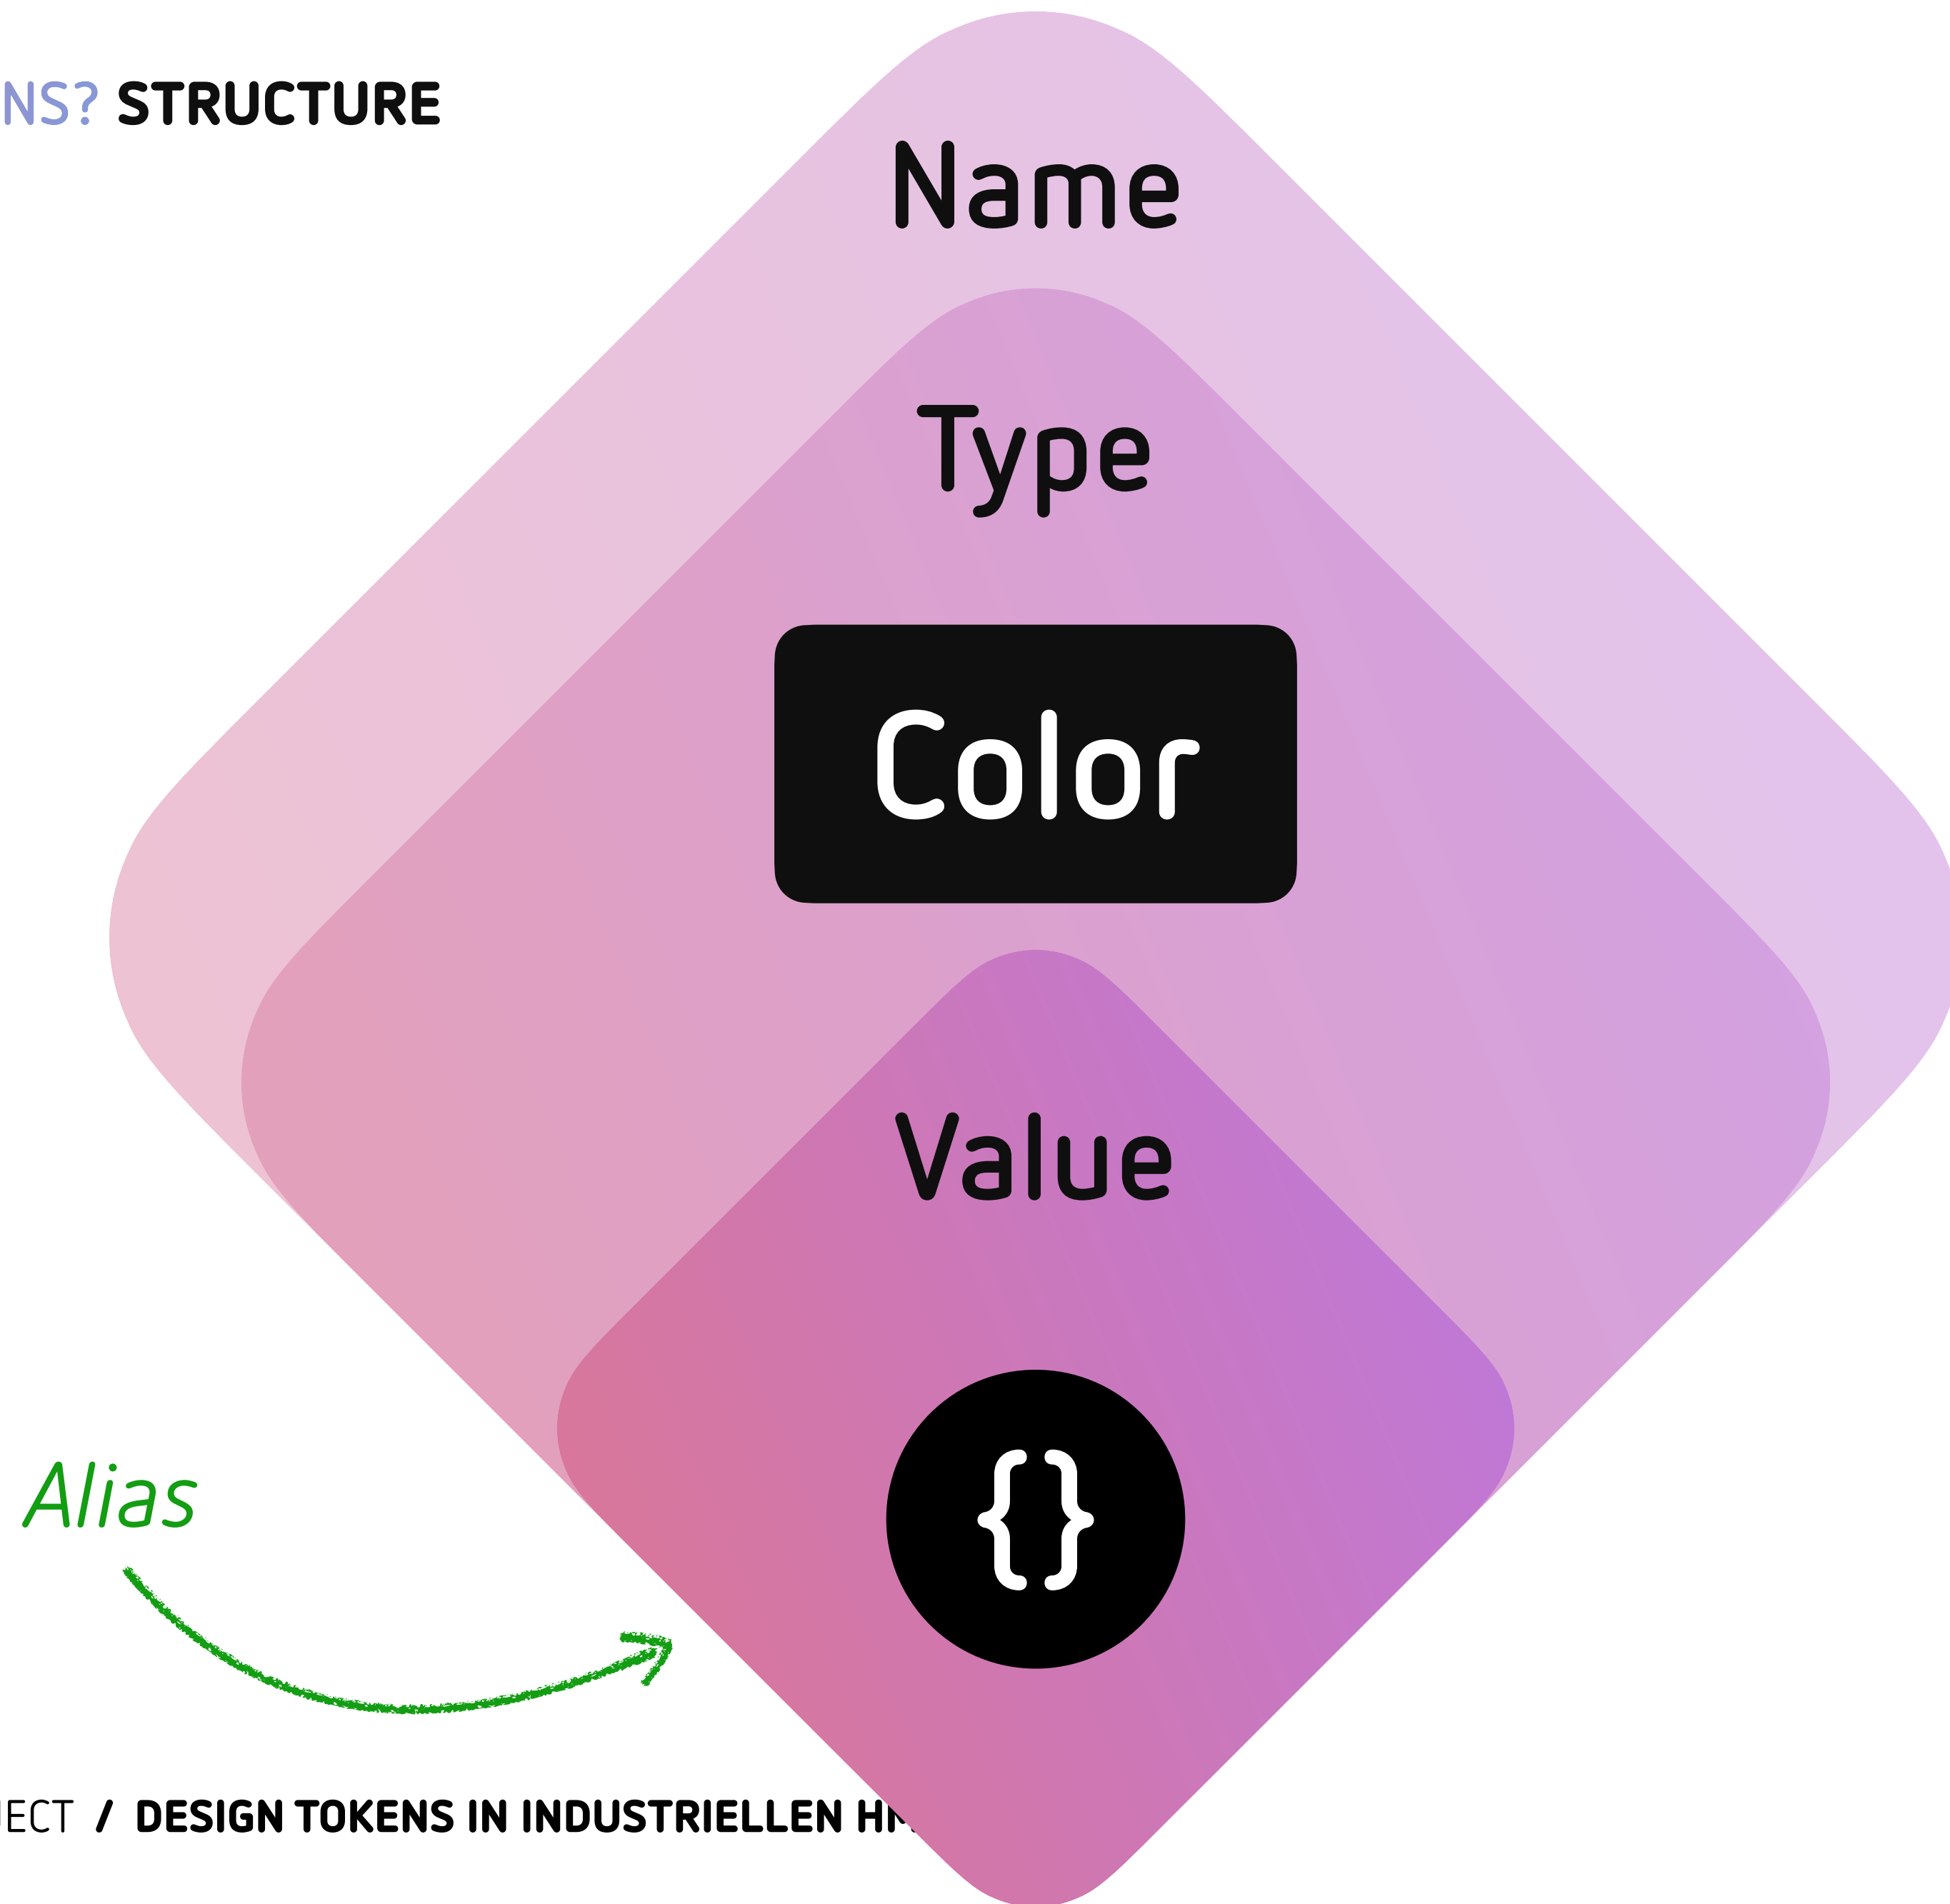 NS? STRUCTURE
Name
Type
Color
Value
{}
Alias
ECT / DESIGN TOKENS IN INDUSTRIELLEN